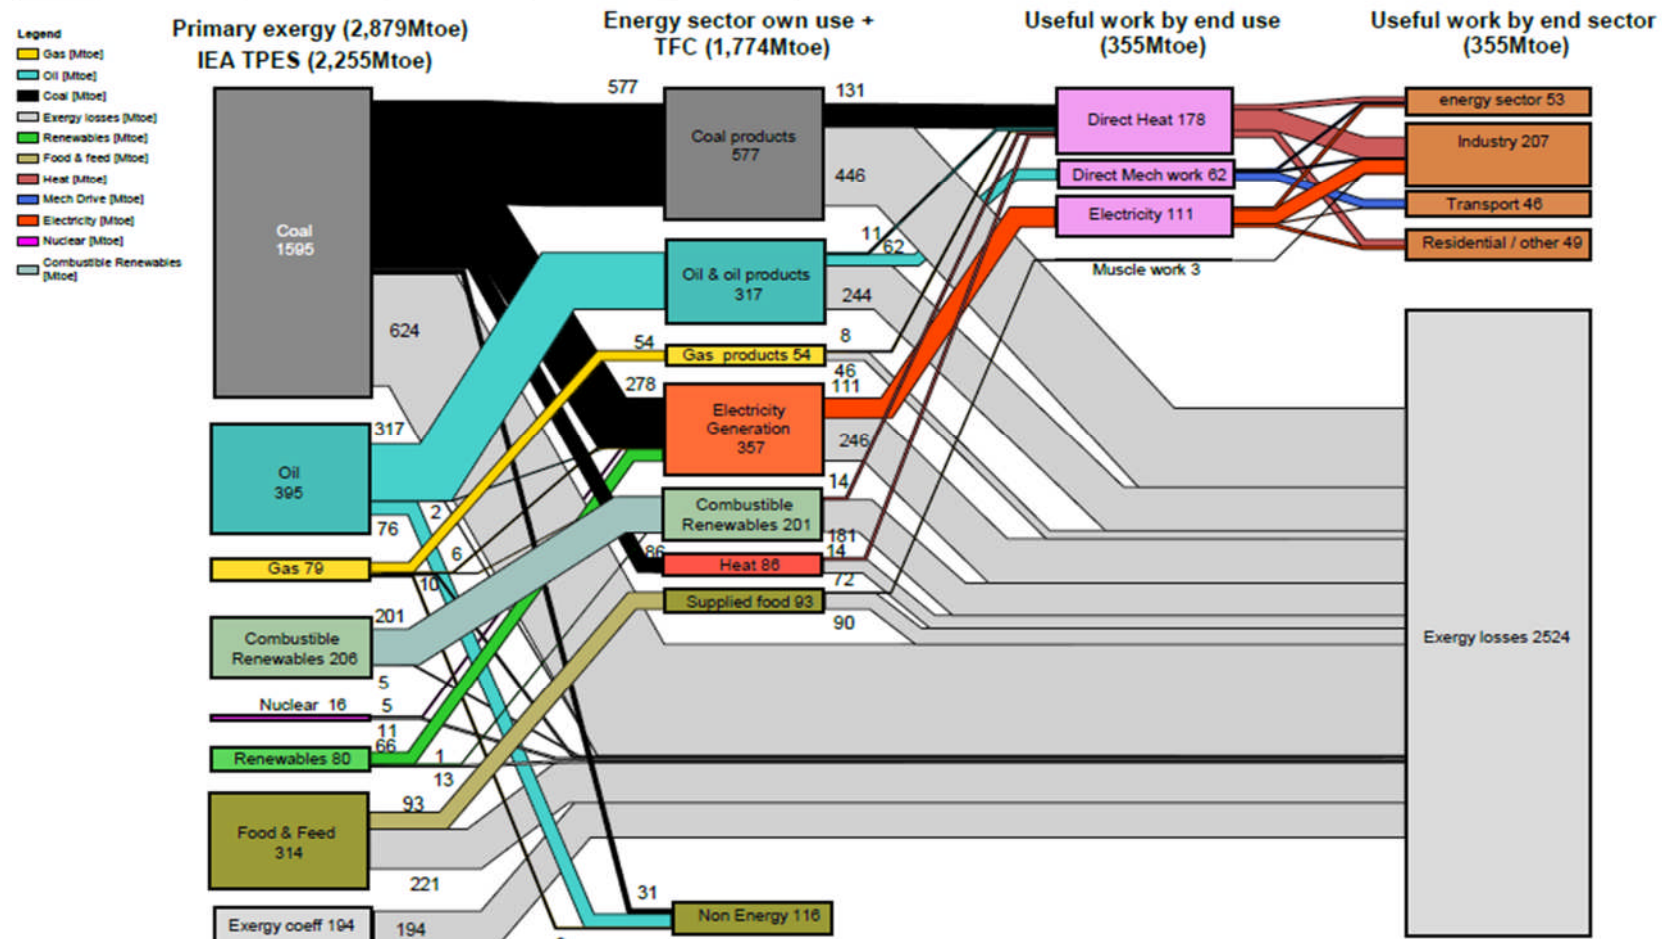 Primary exergy (2,879Mtoe)
IEA TPES (2,255Mtoe)
Energy sector own use +
TFC (1,774Mtoe)
Useful work by end use
(355Mtoe)
Useful work by end sector
(355Mtoe)
Legend
Gas [Mtoe]
Oil [Mtoe]
Coal [Mtoe]
Exergy losses [Mtoe]
Renewables [Mtoe]
Food & feed [Mtoe]
Heat [Mtoe]
Mech Drive [Mtoe]
Electricity [Mtoe]
Nuclear [Mtoe]
Combustible Renewables
[Mtoe]
Coal
1595
624
317
Oil
395
76
2
Gas 79
6
10
201
Combustible
Renewables 206
5
Nuclear 16
5
11
66
Renewables 80
1
13
93
Food & Feed
314
221
Exergy coeff 194
194
577
Coal products
577
131
446
Oil & oil products
317
11
62
244
54
Gas products 54
8
46
278
Electricity
Generation
357
111
246
Combustible
Renewables 201
14
181
86
Heat 86
14
72
Supplied food 93
90
31
Non Energy 116
Direct Heat 178
Direct Mech work 62
Electricity 111
Muscle work 3
energy sector 53
Industry 207
Transport 46
Residential / other 49
Exergy losses 2524